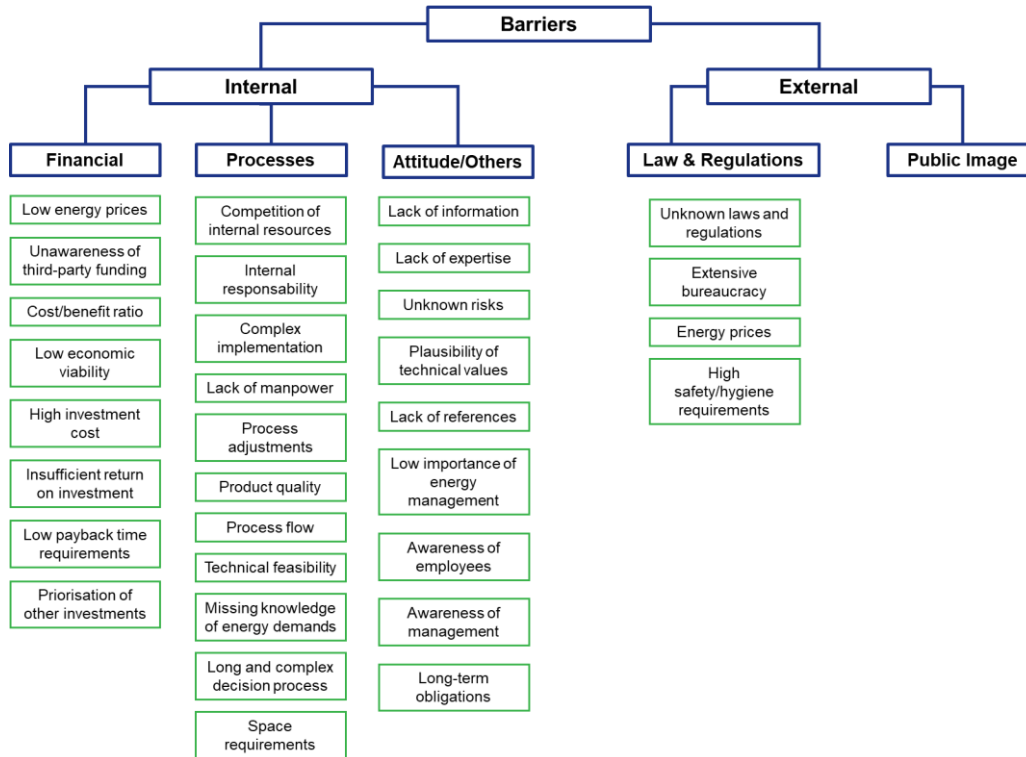 Barriers
Internal
External
Financial
Processes
Attitude/Others
Law & Regulations
Public Image
Low energy prices
Unawareness of
third-party funding
Cost/benefit ratio
Low economic
viability
High investment
cost
Insufficient return
on investment
Low payback time
requirements
Priorisation of
other investments
Competition of
internal resources
Internal
responsability
Complex
implementation
Lack of manpower
Process
adjustments
Product quality
Process flow
Technical feasibility
Missing knowledge
of energy demands
Long and complex
decision process
Space
requirements
Lack of information
Lack of expertise
Unknown risks
Plausibility of
technical values
Lack of references
Low importance of
energy
management
Awareness of
employees
Awareness of
management
Long-term
obligations
Unknown laws and
regulations
Extensive
bureaucracy
Energy prices
High
safety/hygiene
requirements